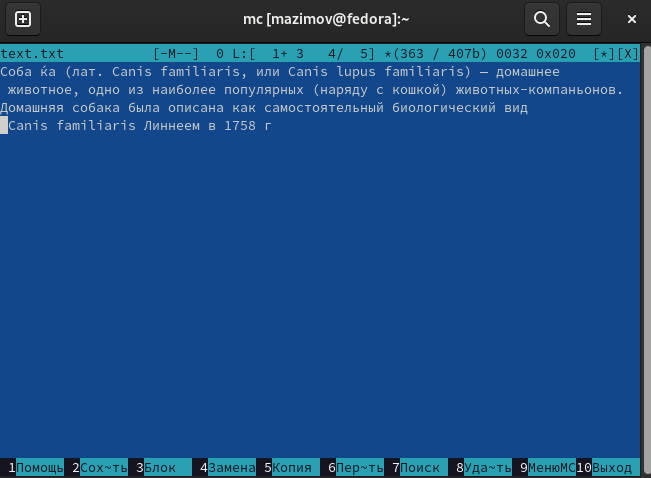 mc [mazimov@fedora]:~
text.txt [-M--] 0 L:[ 1+ 3 4/ 5] *(363 / 407b) 0032 0x020 [*][X]
Соба ќа (лат. Canis familiaris, или Canis lupus familiaris) — домашнее
животное, одно из наиболее популярных (наряду с кошкой) животных-компаньонов.
Домашняя собака была описана как самостоятельный биологический вид
Canis familiaris Линнеем в 1758 г
1Помощь 2Сох~ть 3Блок 4Замена 5Копия 6Пер~ть 7Поиск 8Уда~ть 9МенюMC 10Выход